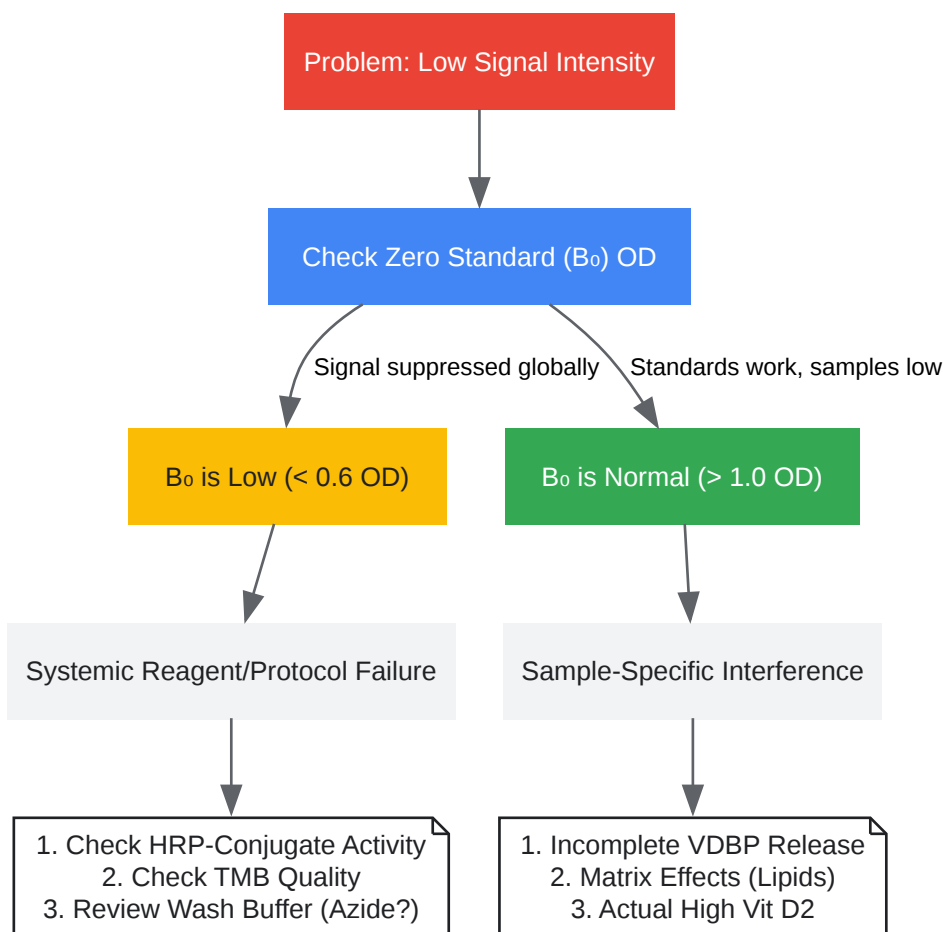 Problem: Low Signal Intensity
Check Zero Standard (B₀) OD
Signal suppressed globally
Standards work, samples low
B₀ is Low (< 0.6 OD)
B₀ is Normal (> 1.0 OD)
Systemic Reagent/Protocol Failure
Sample-Specific Interference
1. Check HRP-Conjugate Activity
2. Check TMB Quality
3. Review Wash Buffer (Azide?)
1. Incomplete VDBP Release
2. Matrix Effects (Lipids)
3. Actual High Vit D2